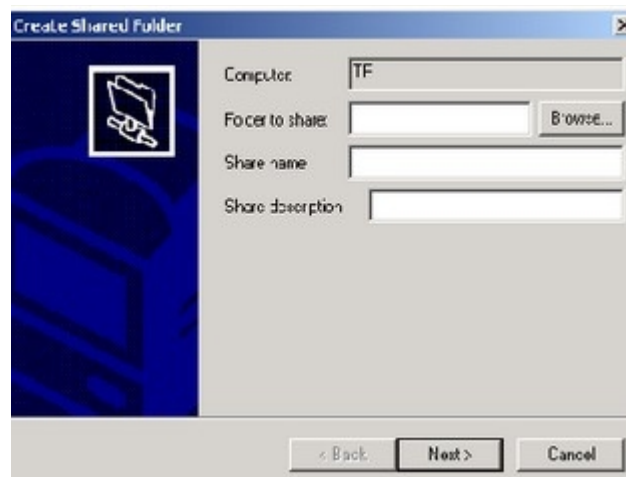 Create Shared Folder
Computer: TF
Folder to share: Browse...
Share name
Share description
< Back Next > Cancel